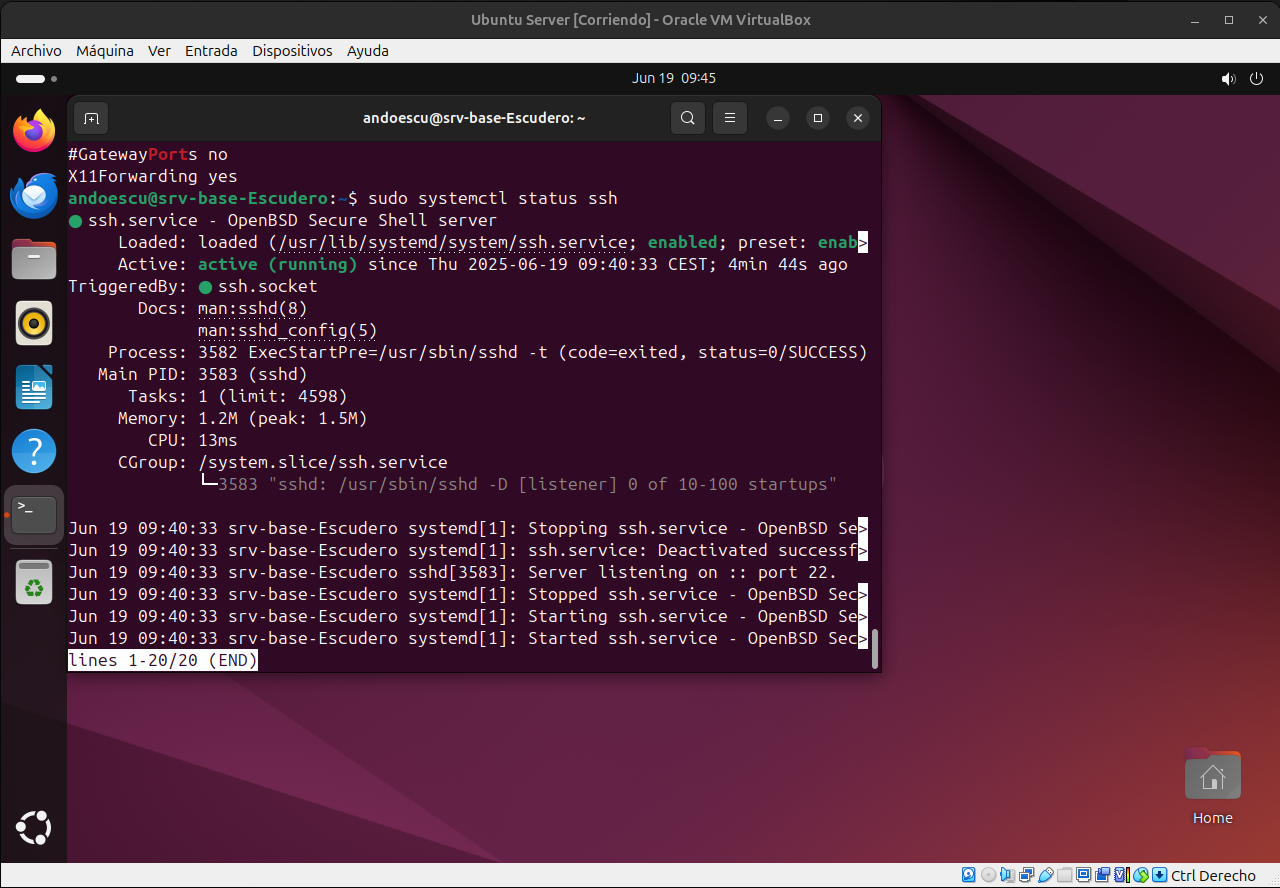 Ubuntu Server [Corriendo] - Oracle VM VirtualBox
Archivo Máquina Ver Entrada Dispositivos Ayuda
Jun 19 09:45
andoescu@srv-base-Escudero: ~
#GatewayPorts no
X11Forwarding yes
andoescu@srv-base-Escudero:~$ sudo systemctl status ssh
● ssh.service - OpenBSD Secure Shell server
     Loaded: loaded (/usr/lib/systemd/system/ssh.service; enabled; preset: enab>
     Active: active (running) since Thu 2025-06-19 09:40:33 CEST; 4min 44s ago
TriggeredBy: ● ssh.socket
       Docs: man:sshd(8)
             man:sshd_config(5)
    Process: 3582 ExecStartPre=/usr/sbin/sshd -t (code=exited, status=0/SUCCESS)
   Main PID: 3583 (sshd)
      Tasks: 1 (limit: 4598)
     Memory: 1.2M (peak: 1.5M)
        CPU: 13ms
     CGroup: /system.slice/ssh.service
             └─3583 "sshd: /usr/sbin/sshd -D [listener] 0 of 10-100 startups"
Jun 19 09:40:33 srv-base-Escudero systemd[1]: Stopping ssh.service - OpenBSD Se>
Jun 19 09:40:33 srv-base-Escudero systemd[1]: ssh.service: Deactivated successf>
Jun 19 09:40:33 srv-base-Escudero sshd[3583]: Server listening on :: port 22.
Jun 19 09:40:33 srv-base-Escudero systemd[1]: Stopped ssh.service - OpenBSD Sec>
Jun 19 09:40:33 srv-base-Escudero systemd[1]: Starting ssh.service - OpenBSD Se>
Jun 19 09:40:33 srv-base-Escudero systemd[1]: Started ssh.service - OpenBSD Sec>
lines 1-20/20 (END)
Home
Ctrl Derecho